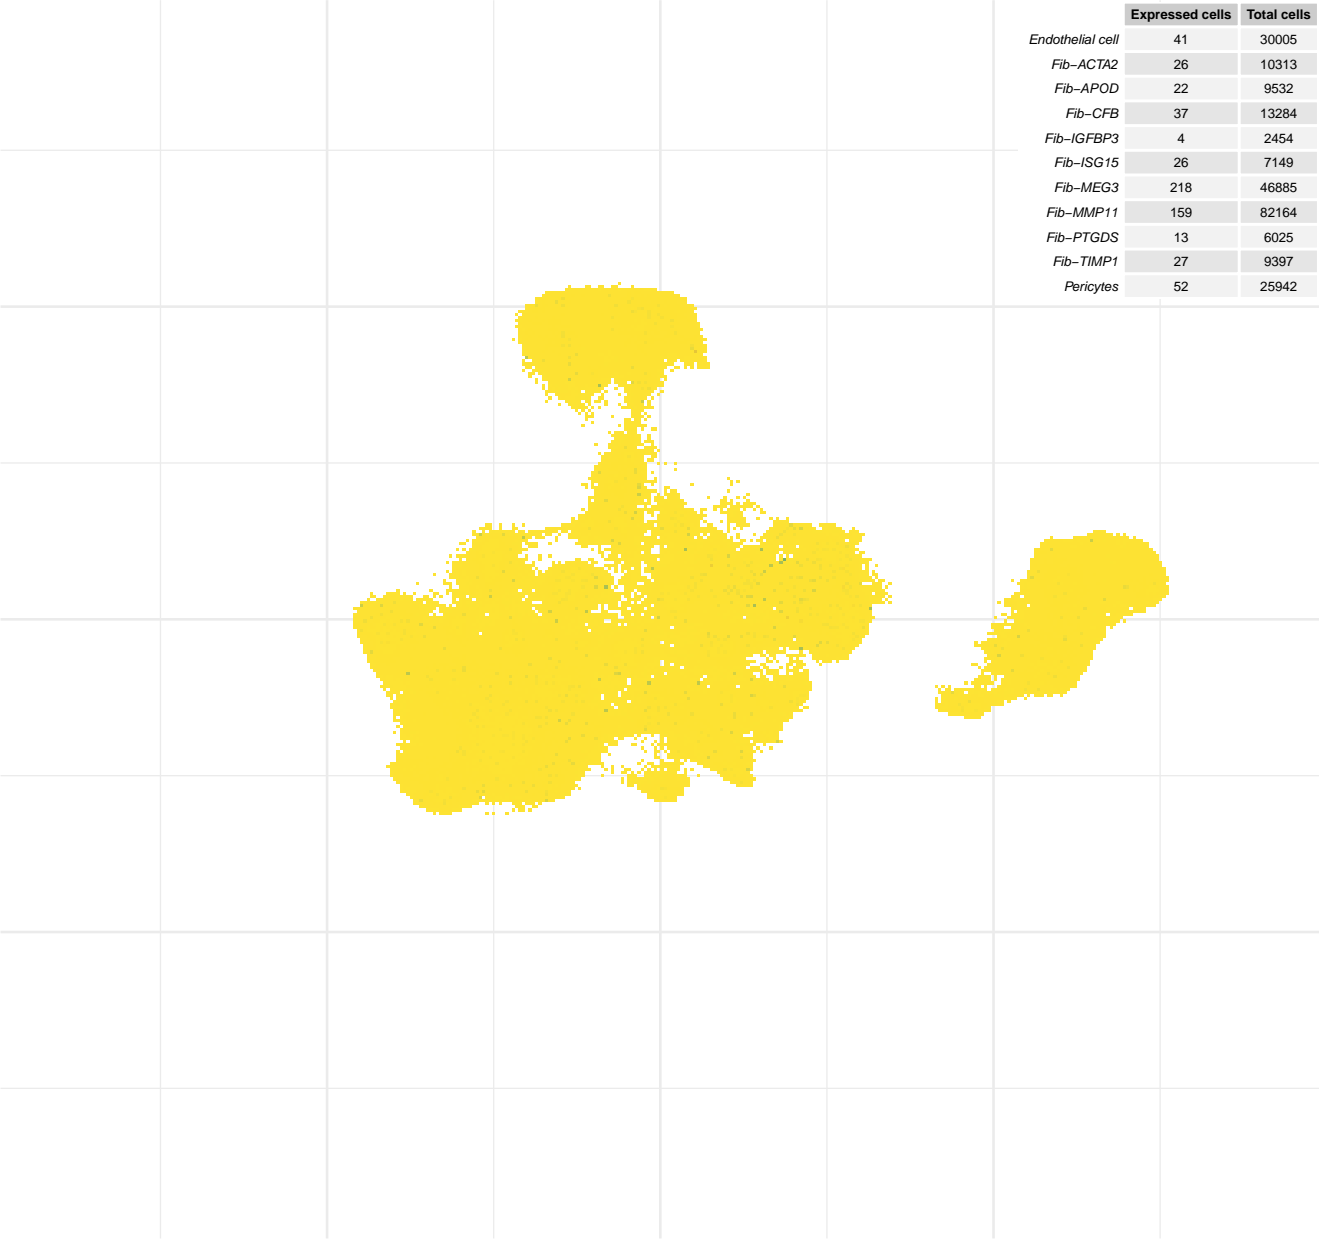 Expressed cells Total cells
Endothelial cell 41 30005
Fib−ACTA2 26 10313
Fib−APOD 22 9532
Fib−CFB 37 13284
Fib−IGFBP3 4 2454
Fib−ISG15 26 7149
Fib−MEG3 218 46885
Fib−MMP11 159 82164
Fib−PTGDS 13 6025
Fib−TIMP1 27 9397
Pericytes 52 25942